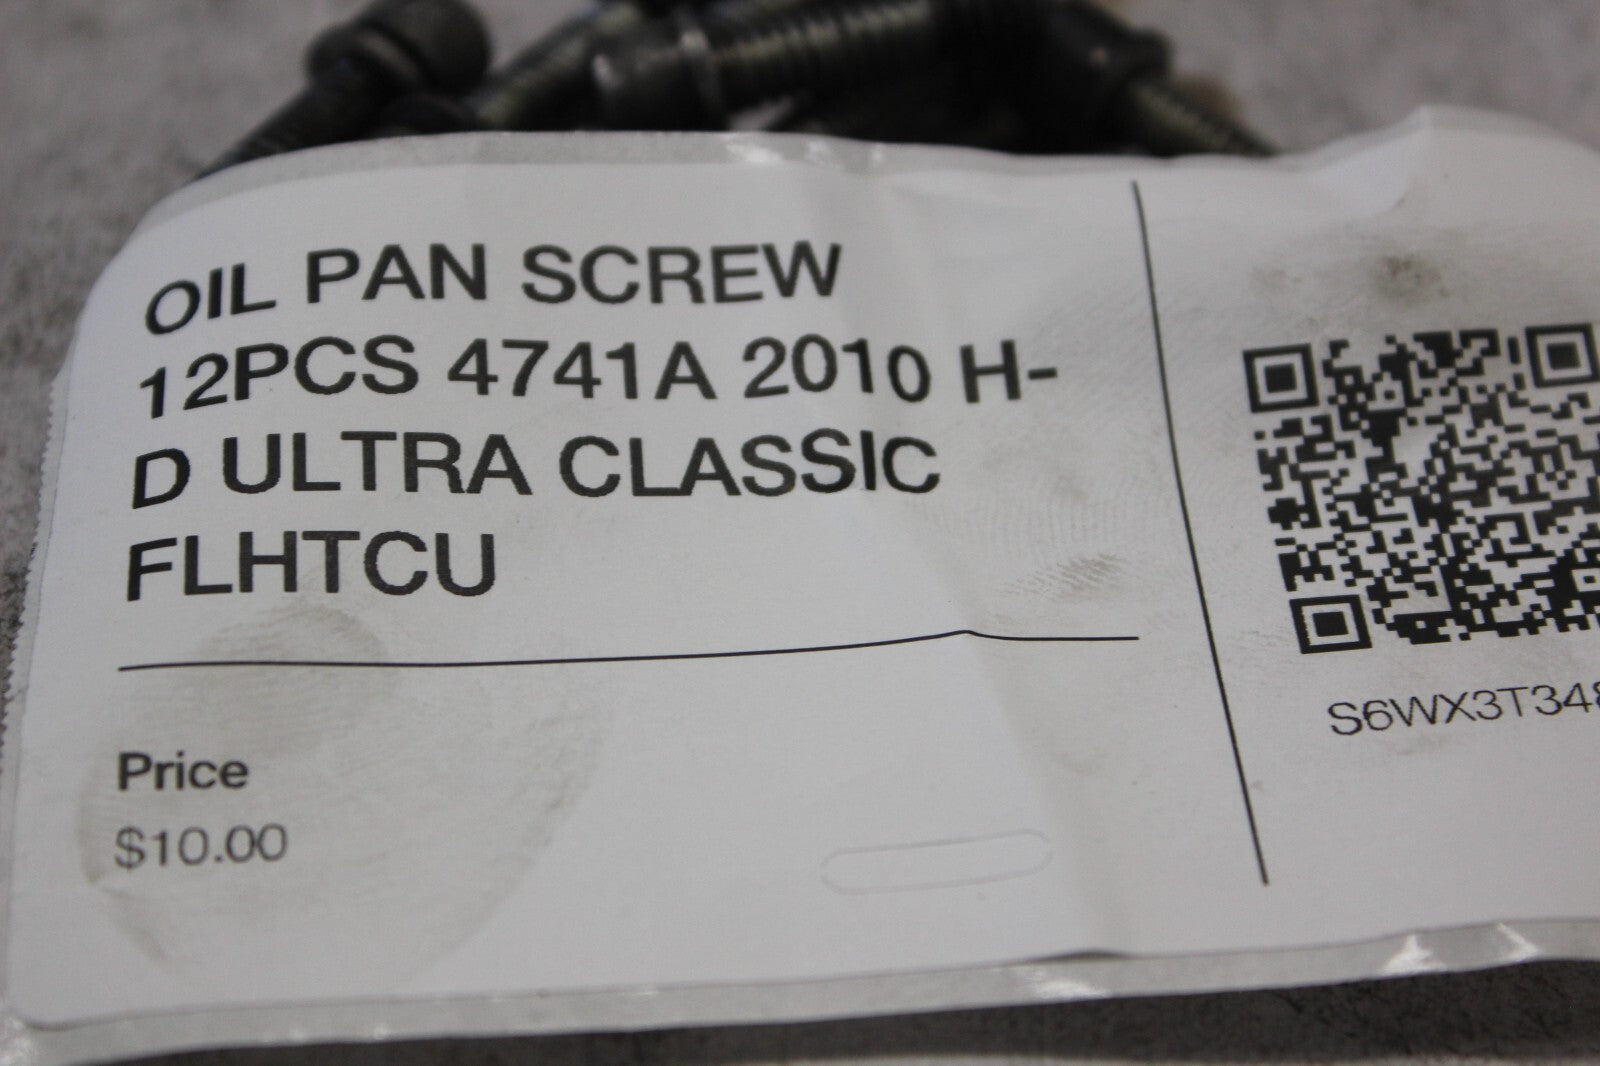 OIL PAN SCREW
12PCS 4741A 2010 H-
D ULTRA CLASSIC
FLHTCU
Price
$10.00
S6WX3T348